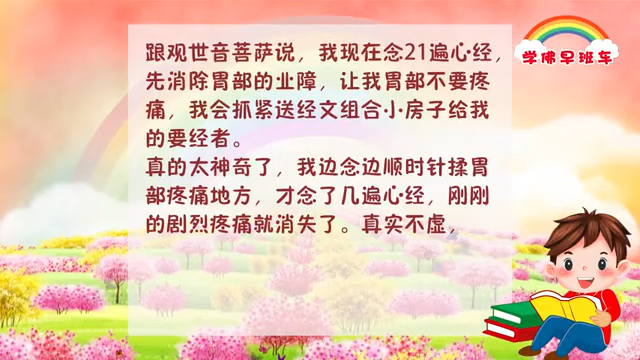 学佛早班车
跟观世音菩萨说，我现在念21遍心经，
先消除胃部的业障，让我胃部不要疼
痛，我会抓紧送经文组合小房子给我
的要经者。
真的太神奇了，我边念边顺时针揉胃
部疼痛地方，才念了几遍心经，刚刚
的剧烈疼痛就消失了。真实不虚，